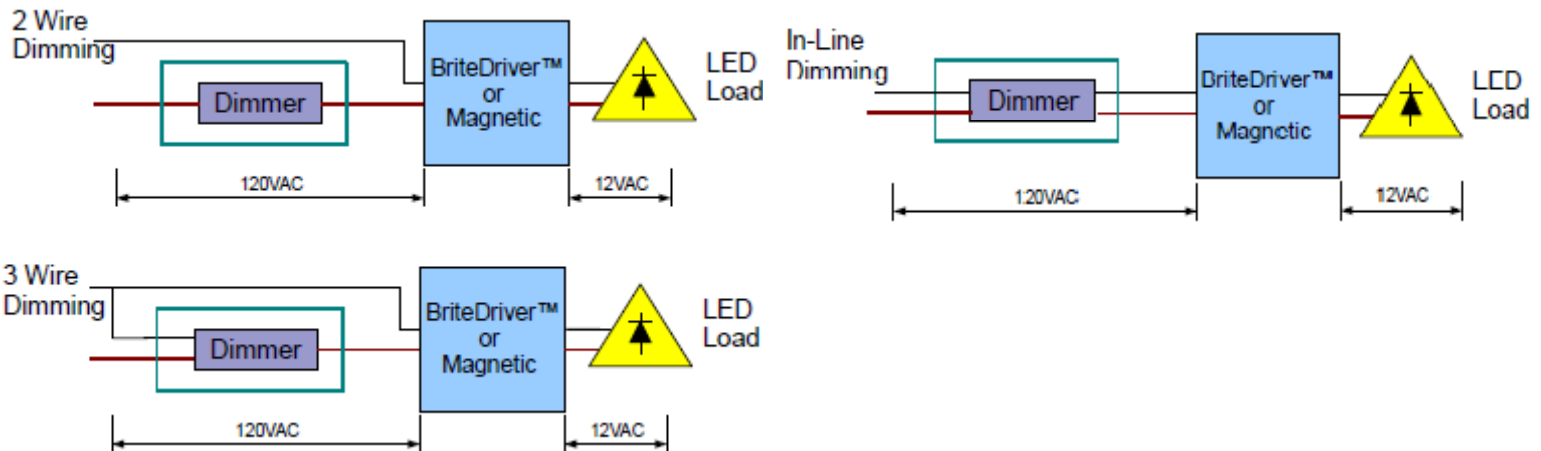 2 Wire
Dimming
Dimmer
BriteDriver™
or
Magnetic
LED
Load
120VAC
12VAC
In-Line
Dimming
Dimmer
BriteDriver™
or
Magnetic
LED
Load
120VAC
12VAC
3 Wire
Dimming
Dimmer
BriteDriver™
or
Magnetic
LED
Load
120VAC
12VAC